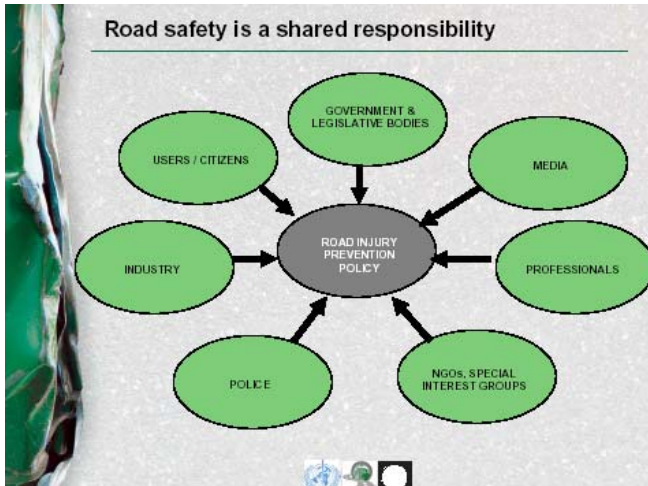 Road safety is a shared responsibility
GOVERNMENT &
LEGISLATIVE BODIES
USERS / CITIZENS
MEDIA
ROAD INJURY
PREVENTION
POLICY
INDUSTRY
PROFESSIONALS
POLICE
NGOs, SPECIAL
INTEREST GROUPS